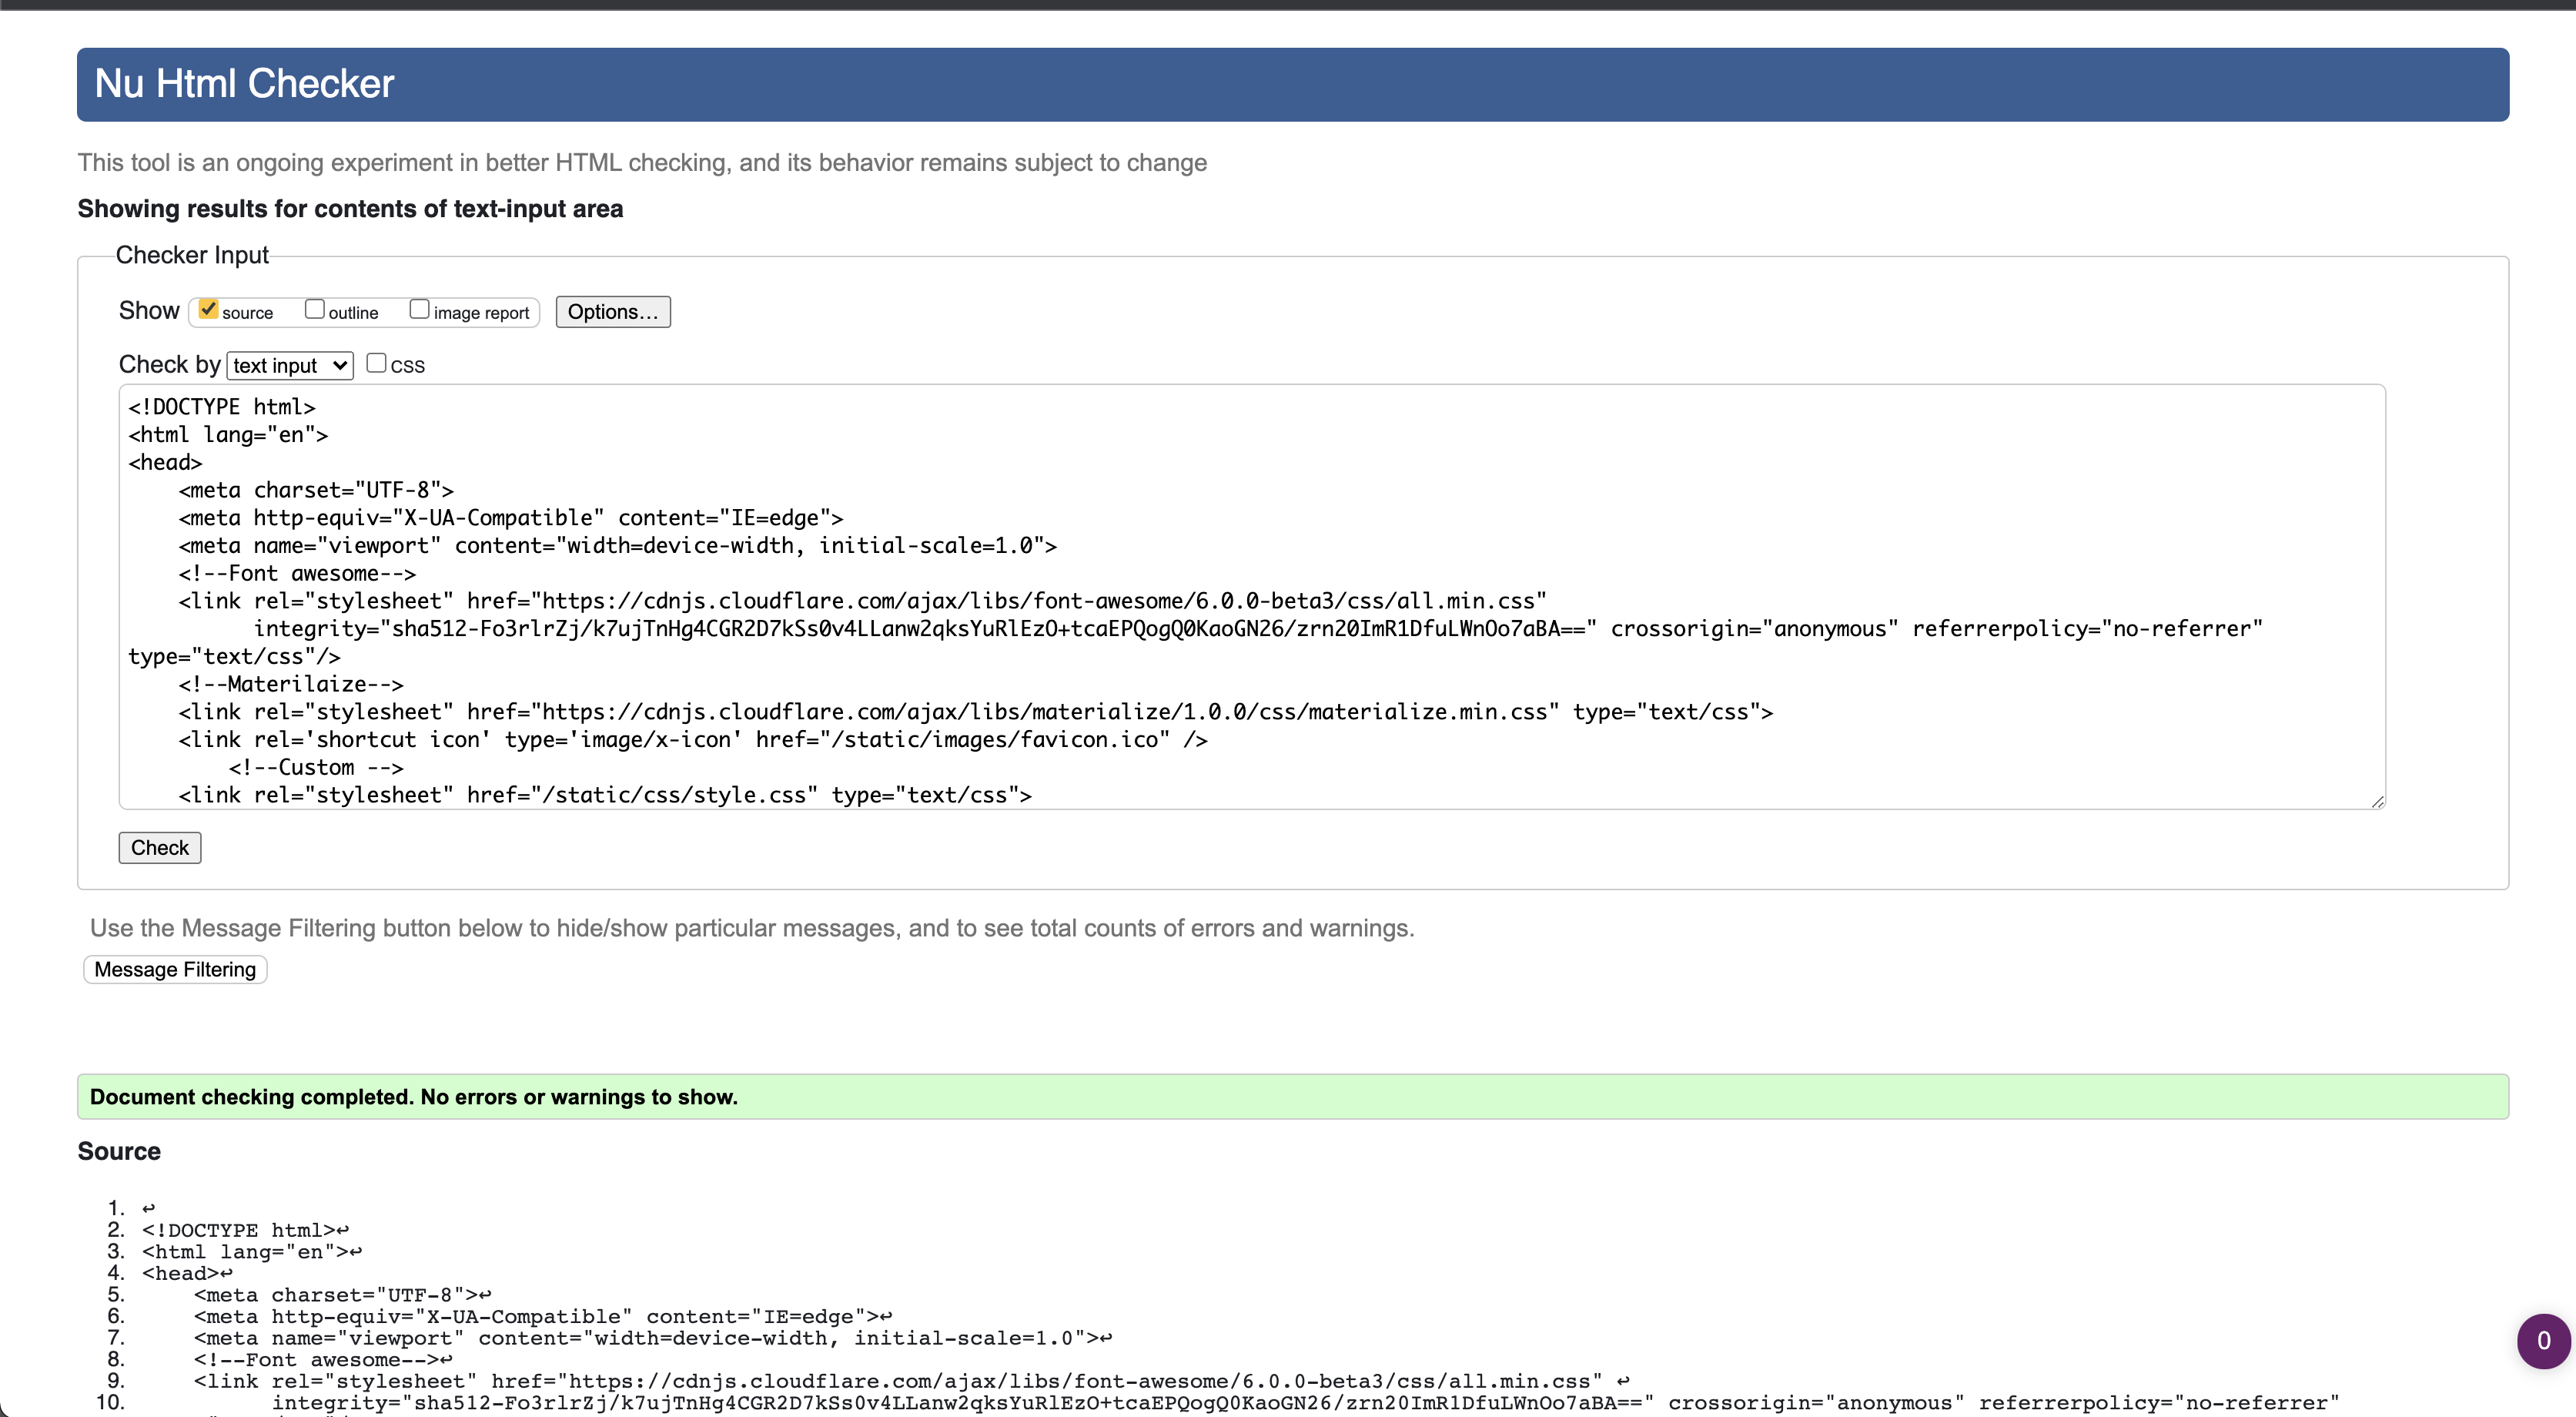 Nu Html Checker
This tool is an ongoing experiment in better HTML checking, and its behavior remains subject to change
Showing results for contents of text-input area
Checker Input
Show source outline image report Options...
Check by text input CSS
<!DOCTYPE html>
<html lang="en">
<head>
<meta charset="UTF-8">
<meta http-equiv="X-UA-Compatible" content="IE=edge">
<meta name="viewport" content="width=device-width, initial-scale=1.0">
<!--Font awesome-->
<link rel="stylesheet" href="https://cdnjs.cloudflare.com/ajax/libs/font-awesome/6.0.0-beta3/css/all.min.css"
integrity="sha512-Fo3rlrZj/k7ujTnHg4CGR2D7kSs0v4LLanw2qksYuRlEzO+tcaEPQogQ0KaoGN26/zrn20ImR1DfuLWnOo7aBA==" crossorigin="anonymous" referrerpolicy="no-referrer"
type="text/css"/>
<!--Materilaize-->
<link rel="stylesheet" href="https://cdnjs.cloudflare.com/ajax/libs/materialize/1.0.0/css/materialize.min.css" type="text/css">
<link rel='shortcut icon' type='image/x-icon' href="/static/images/favicon.ico" />
<!--Custom -->
<link rel="stylesheet" href="/static/css/style.css" type="text/css">
Check
Use the Message Filtering button below to hide/show particular messages, and to see total counts of errors and warnings.
Message Filtering
Document checking completed. No errors or warnings to show.
Source
1. ↩
2. <!DOCTYPE html>↩
3. <html lang="en">↩
4. <head>↩
5. <meta charset="UTF-8">↩
6. <meta http-equiv="X-UA-Compatible" content="IE=edge">↩
7. <meta name="viewport" content="width=device-width, initial-scale=1.0">↩
8. <!--Font awesome-->↩
9. <link rel="stylesheet" href="https://cdnjs.cloudflare.com/ajax/libs/font-awesome/6.0.0-beta3/css/all.min.css" ↩
10. integrity="sha512-Fo3rlrZj/k7ujTnHg4CGR2D7kSs0v4LLanw2qksYuRlEzO+tcaEPQogQ0KaoGN26/zrn20ImR1DfuLWnOo7aBA==" crossorigin="anonymous" referrerpolicy="no-referrer"
0